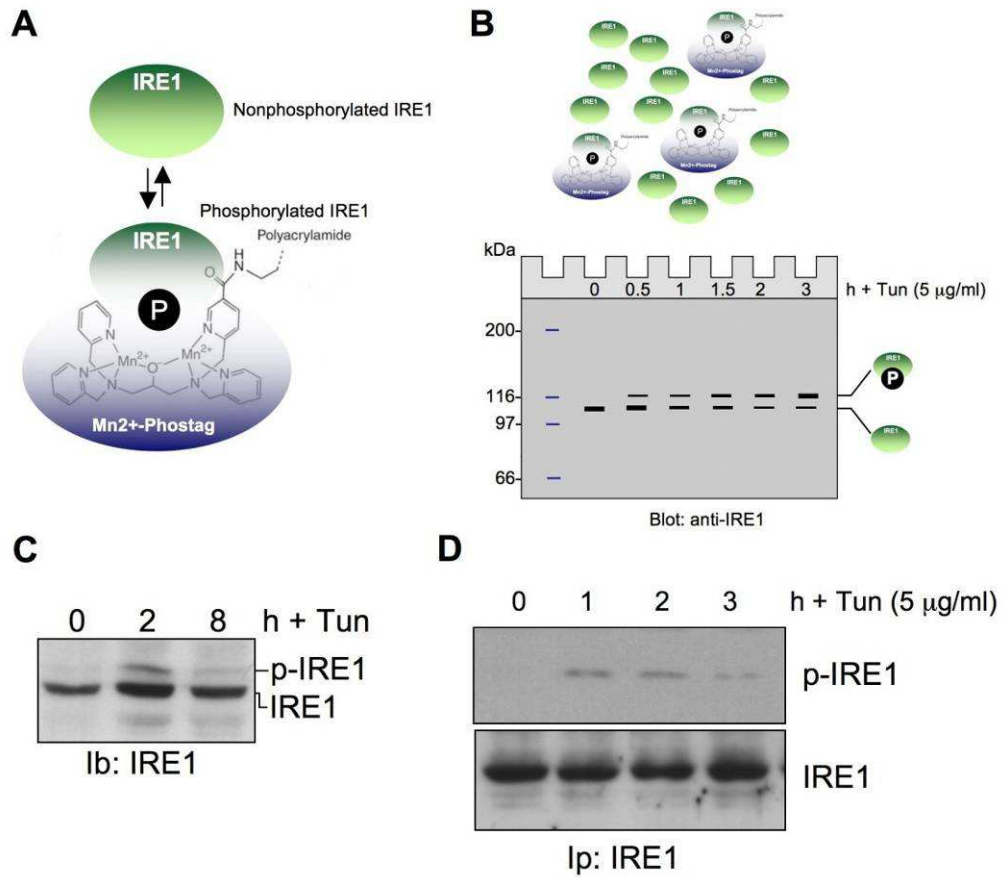 A
IRE1
Nonphosphorylated IRE1
Phosphorylated IRE1
IRE1
Polyacrylamide
H
N
O
P
N
N
Mn2+
O
Mn2+
N
N
N
N
Mn2+-Phostag
B
IRE1
Polyacrylamide
P
Mn2+-Phostag
IRE1
IRE1
IRE1
IRE1
IRE1
IRE1
IRE1
IRE1
Polyacrylamide
P
Mn2+-Phostag
IRE1
IRE1
Polyacrylamide
P
Mn2+-Phostag
IRE1
IRE1
IRE1
IRE1
kDa
0 0.5 1 1.5 2 3 h + Tun (5 μg/ml)
200
116
97
66
IRE1
P
IRE1
Blot: anti-IRE1
C
0 2 8 h + Tun
p-IRE1
IRE1
Ib: IRE1
D
0 1 2 3 h + Tun (5 μg/ml)
p-IRE1
IRE1
Ip: IRE1